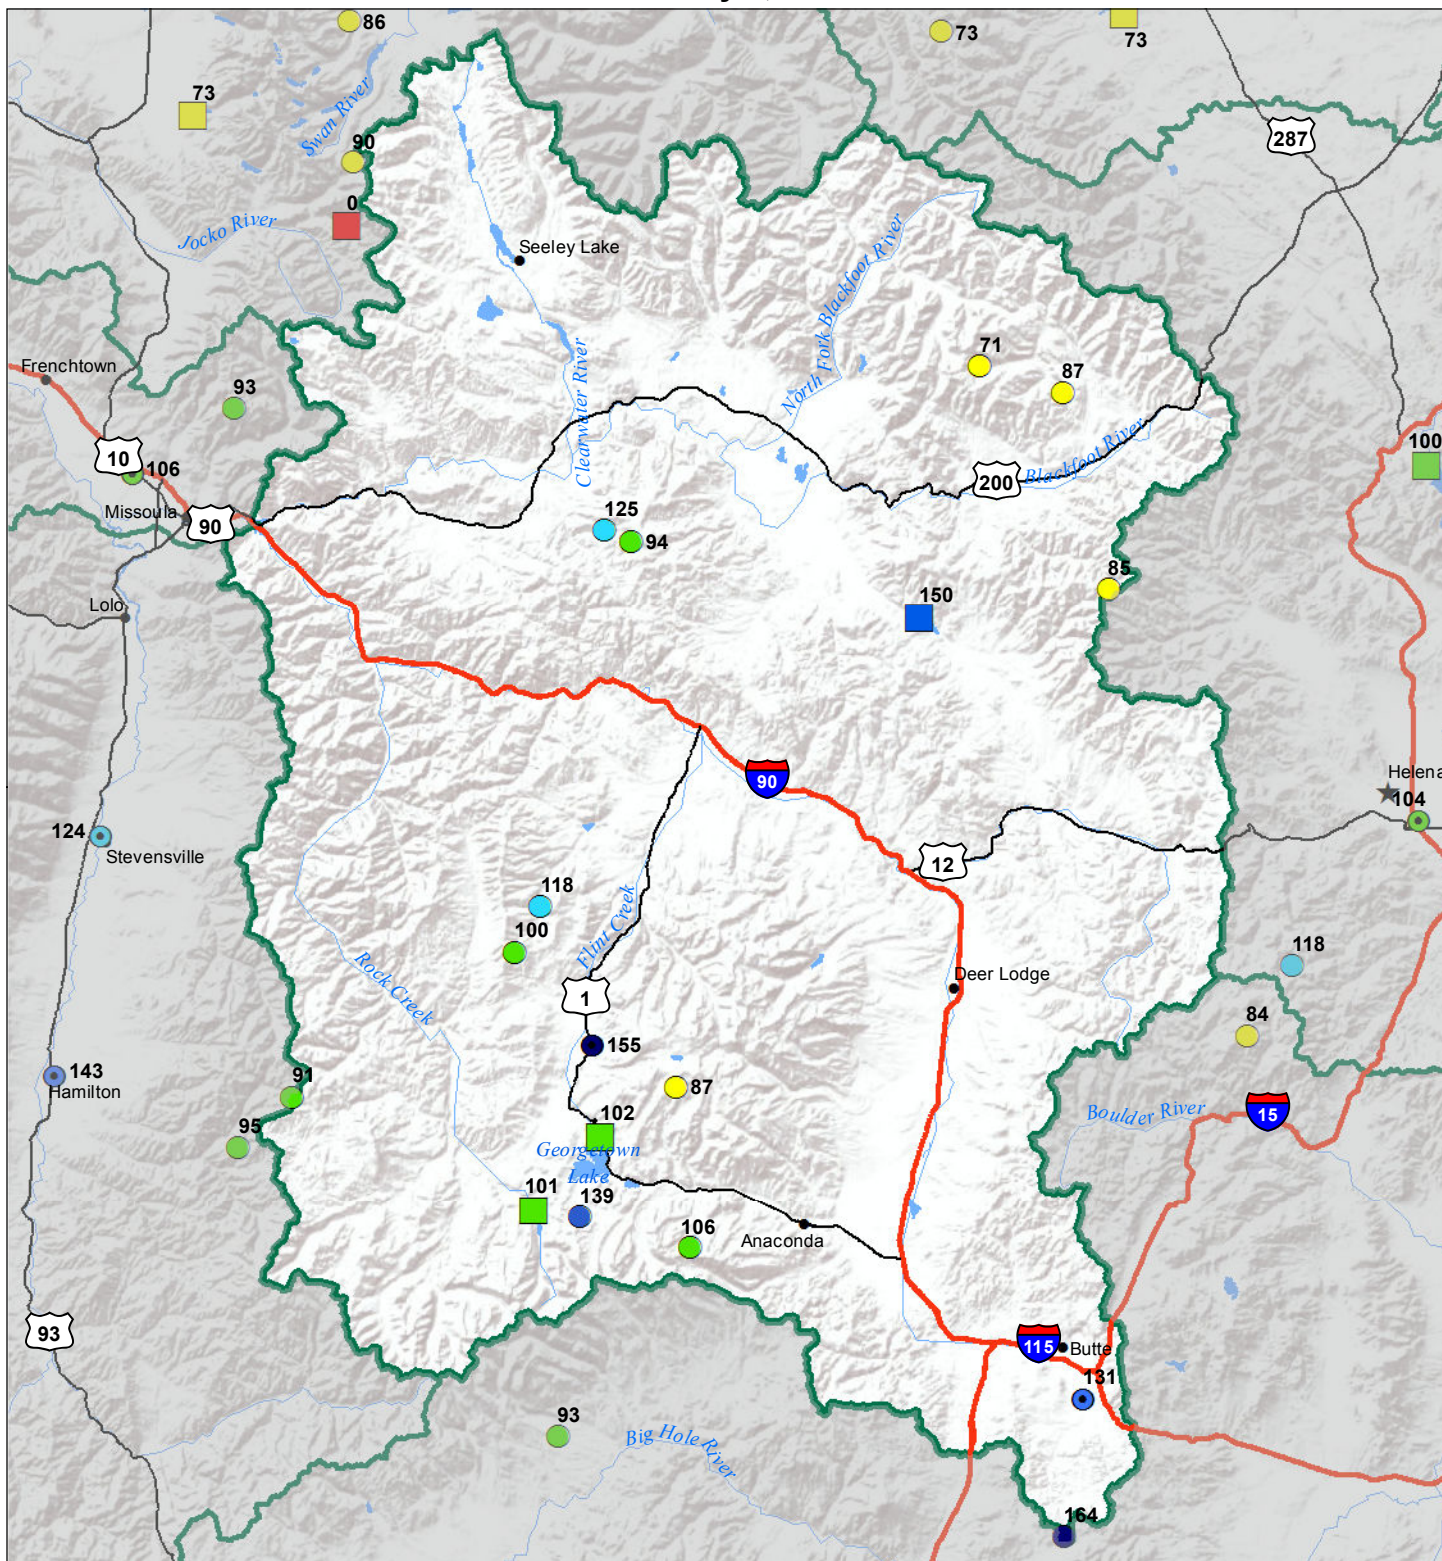 86
73
73
73
Swan River
287
90
0
Jocko River
Seeley Lake
North Fork Blackfoot River
Clearwater River
Frenchtown
71
87
93
10
106
100
Blackfoot River
200
Missoula
90
125
94
85
Lolo
150
90
Helena
104
124
Stevensville
12
118
Flint Creek
100
Rock Creek
118
Deer Lodge
1
84
155
143
Hamilton
91
87
Boulder River
15
102
95
Georgetown
Lake
101
139
106
Anaconda
93
115
Butte
131
93
Big Hole River
164